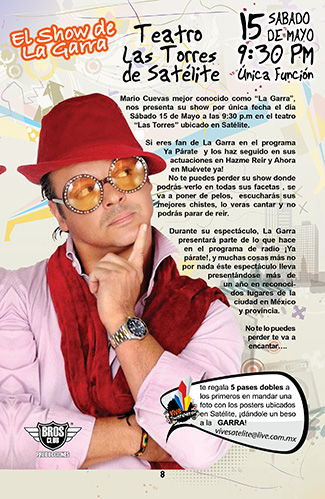 El Show de
La Garra
Teatro
Las Torres
de Satélite
15 SABADO
DE MAYO
9:30 PM
Única Función
Mario Cuevas mejor conocido como "La Garra",
nos presenta su show por única fecha el dia
Sábado 15 de Mayo a las 9:30 p.m en el teatro
"Las Torres" ubicado en Satélite.
Si eres fan de La Garra en el programa
Ya Párate y los haz seguido en sus
actuaciones en Hazme Reir y Ahora
en Muévete ya!
No te puedes perder su show donde
podrás verlo en todas sus facetas , se
va a poner de pelos, escucharás sus
mejores chistes, lo veras cantar y no
podrás parar de reir.
Durante su espectáculo, La Garra
presentará parte de lo que hace
en el programa de radio ¡Ya
párate!, y muchas cosas más no
por nada éste espectáculo lleva
presentándose más de
un año en reconoci-
dos lugares de la
ciudad en México
y provincia.
No te lo puedes
perder te va a
encantar....
te regala 5 pases dobles a
los primeros en mandar una
foto con los posters ubicados
en Satélite, ¡dándole un beso
a la GARRA!
vivesatelite@live.com.mx
BROS
CLUB
PRODUCCIONES
8